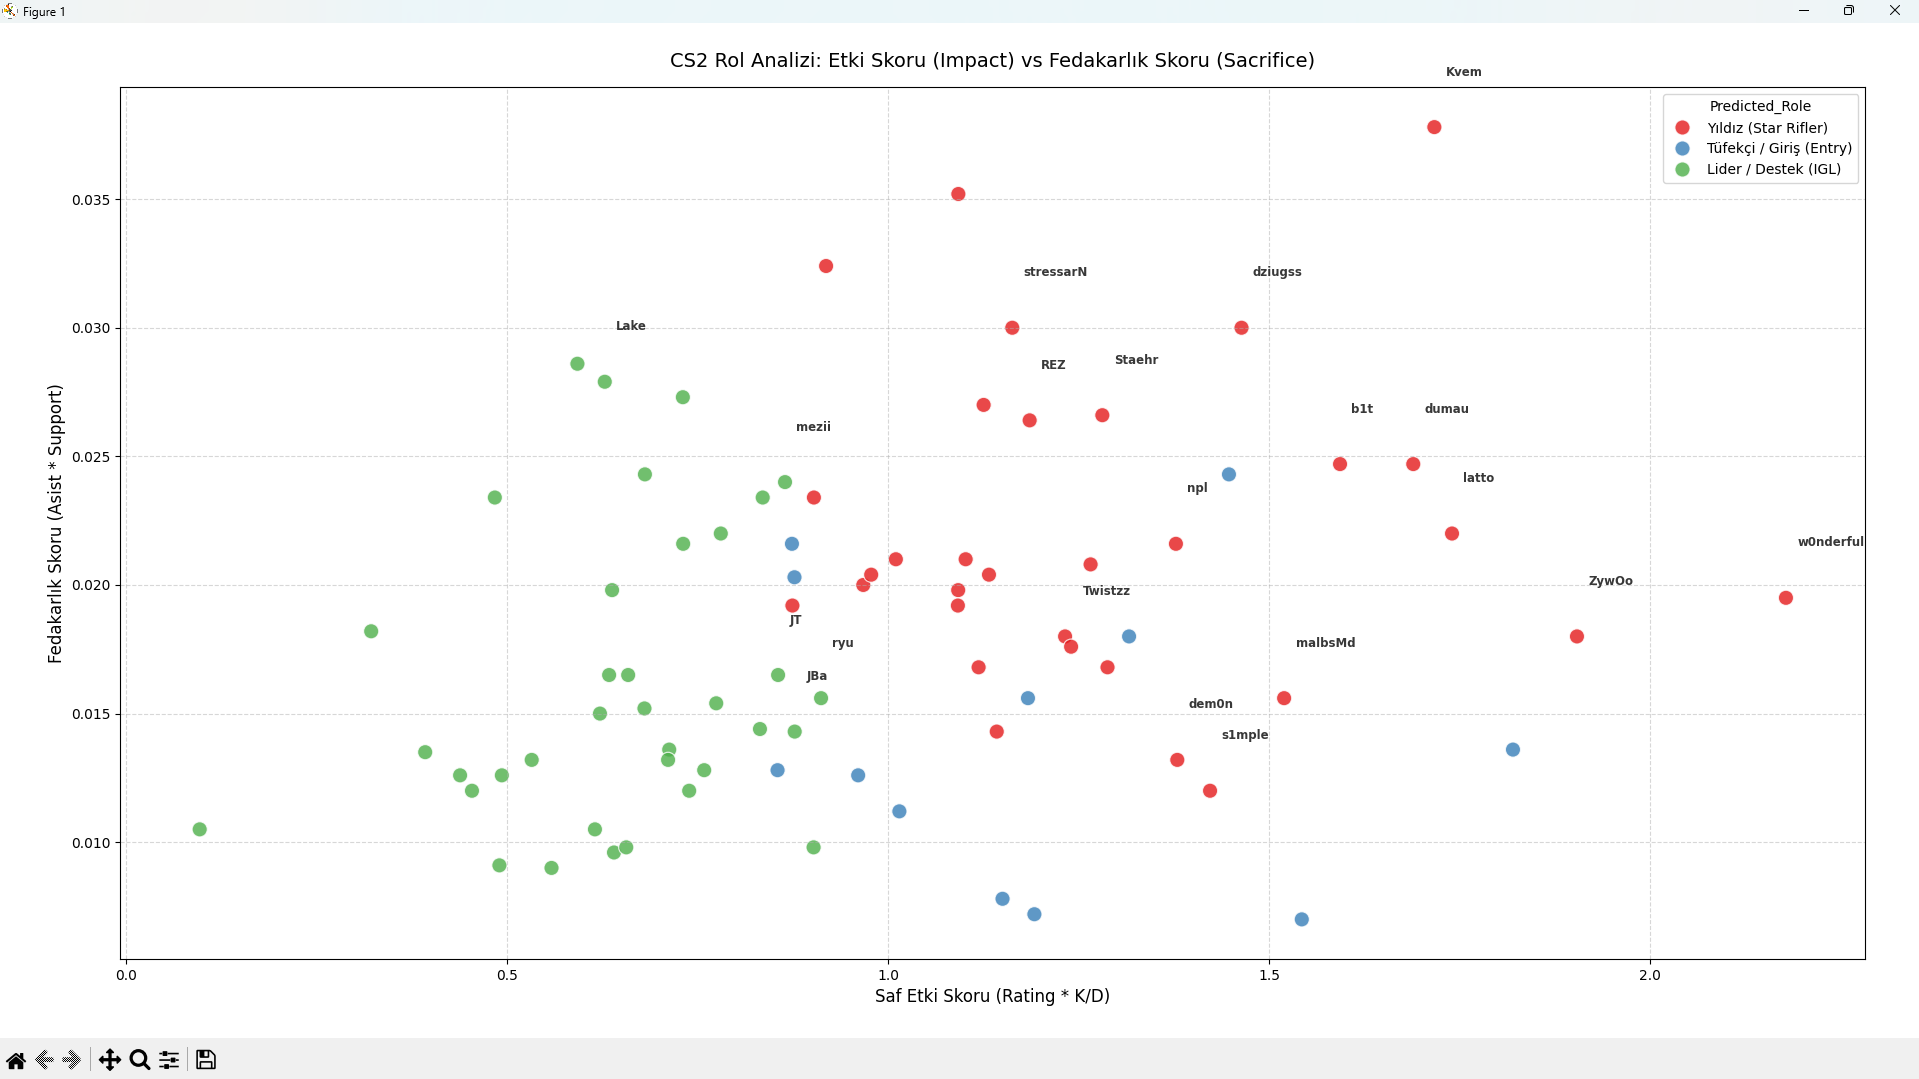 Figure 1
CS2 Rol Analizi: Etki Skoru (Impact) vs Fedakarlık Skoru (Sacrifice)
Kvem
Predicted_Role
Yıldız (Star Rifler)
Tüfekçi / Giriş (Entry)
Lider / Destek (IGL)
stressarN
dziugss
Lake
REZ
Staehr
b1t
dumau
mezii
latto
npl
w0nderful
ZywOo
Twistzz
JT
ryu
malbsMd
JBa
dem0n
s1mple
Fedakarlık Skoru (Asist * Support)
0.035
0.030
0.025
0.020
0.015
0.010
0.0
0.5
1.0
1.5
2.0
Saf Etki Skoru (Rating * K/D)